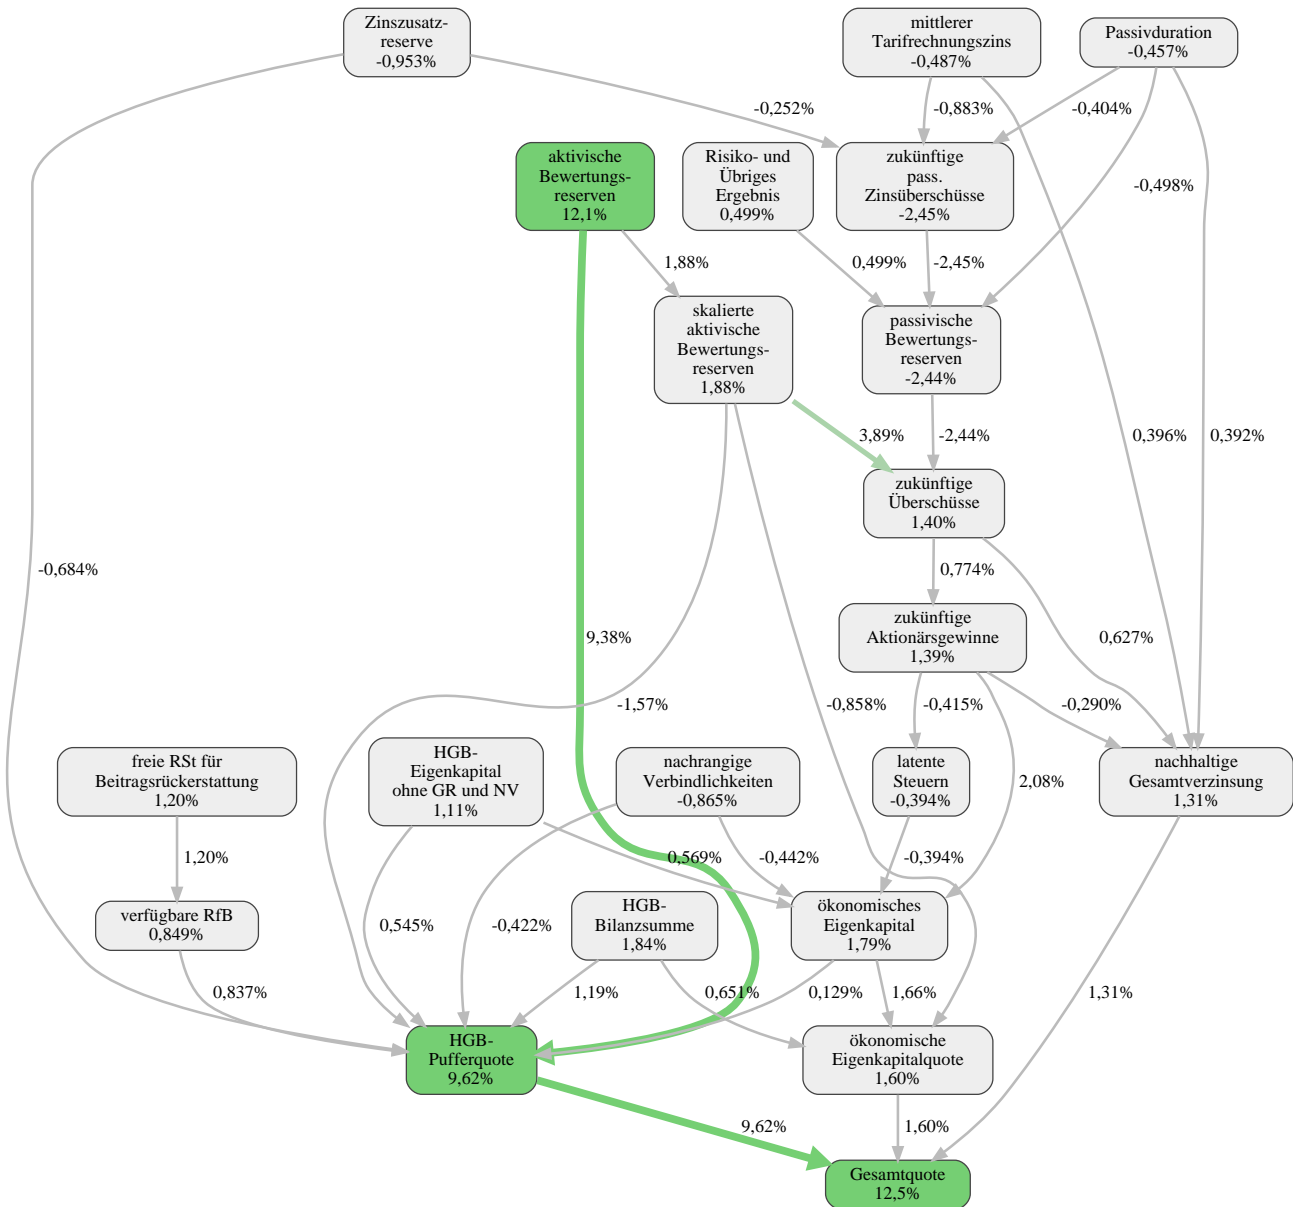 Zinszusatz-
reserve
-0,953%
mittlerer
Tarifrechnungszins
-0,487%
Passivduration
-0,457%
-0,252%
-0,883%
-0,404%
aktivische
Bewertungs-
reserven
12,1%
Risiko- und
Übriges
Ergebnis
0,499%
zukünftige
pass.
Zinsüberschüsse
-2,45%
-0,498%
1,88%
0,499%
-2,45%
skalierte
aktivische
Bewertungs-
reserven
1,88%
passivische
Bewertungs-
reserven
-2,44%
3,89%
-2,44%
0,396%
0,392%
zukünftige
Überschüsse
1,40%
-0,684%
0,774%
zukünftige
Aktionärsgewinne
1,39%
9,38%
0,627%
-1,57%
-0,858%
-0,415%
-0,290%
freie RSt für
Beitragsrückerstattung
1,20%
HGB-
Eigenkapital
ohne GR und NV
1,11%
nachrangige
Verbindlichkeiten
-0,865%
latente
Steuern
-0,394%
2,08%
nachhaltige
Gesamtverzinsung
1,31%
1,20%
0,569%
-0,442%
-0,394%
verfügbare RfB
0,849%
0,545%
-0,422%
HGB-
Bilanzsumme
1,84%
ökonomisches
Eigenkapital
1,79%
0,837%
1,19%
0,651%
0,129%
1,66%
1,31%
HGB-
Pufferquote
9,62%
ökonomische
Eigenkapitalquote
1,60%
9,62%
1,60%
Gesamtquote
12,5%